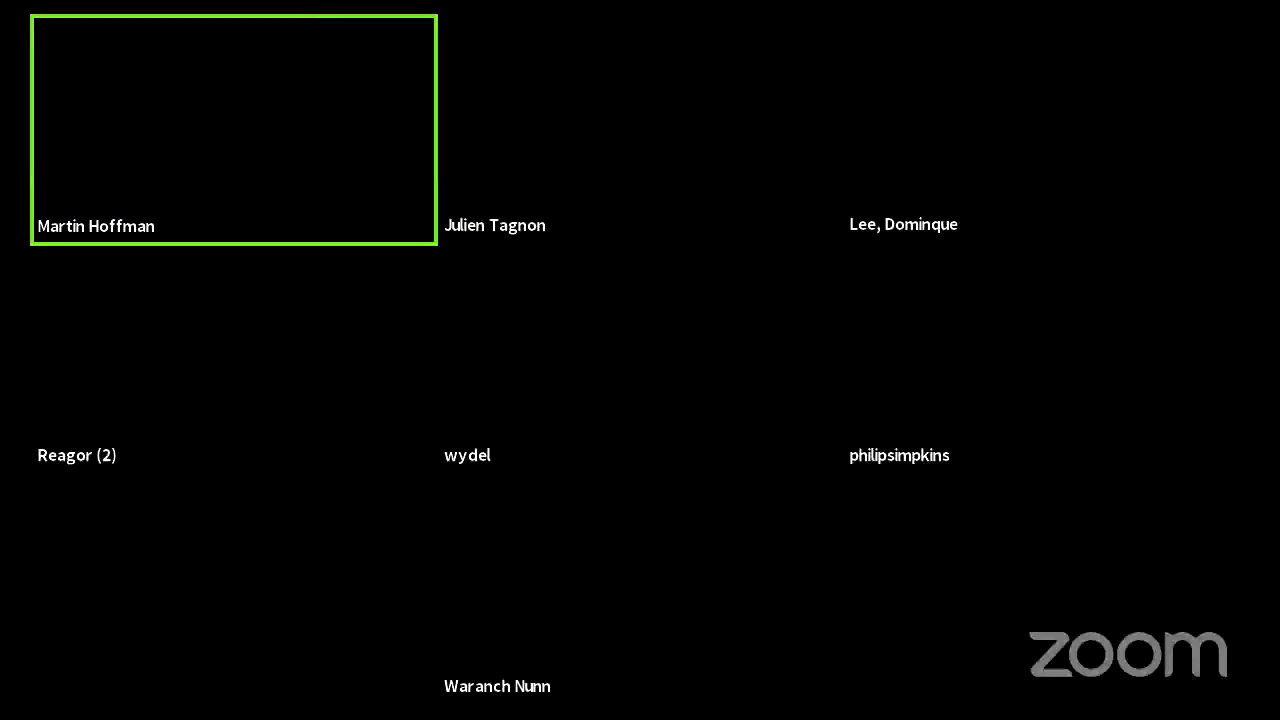 Martin Hoffman
Julien Tagnon
Lee, Dominque
Reagor (2)
wydel
philipsimpkins
Waranch Nunn
zoom